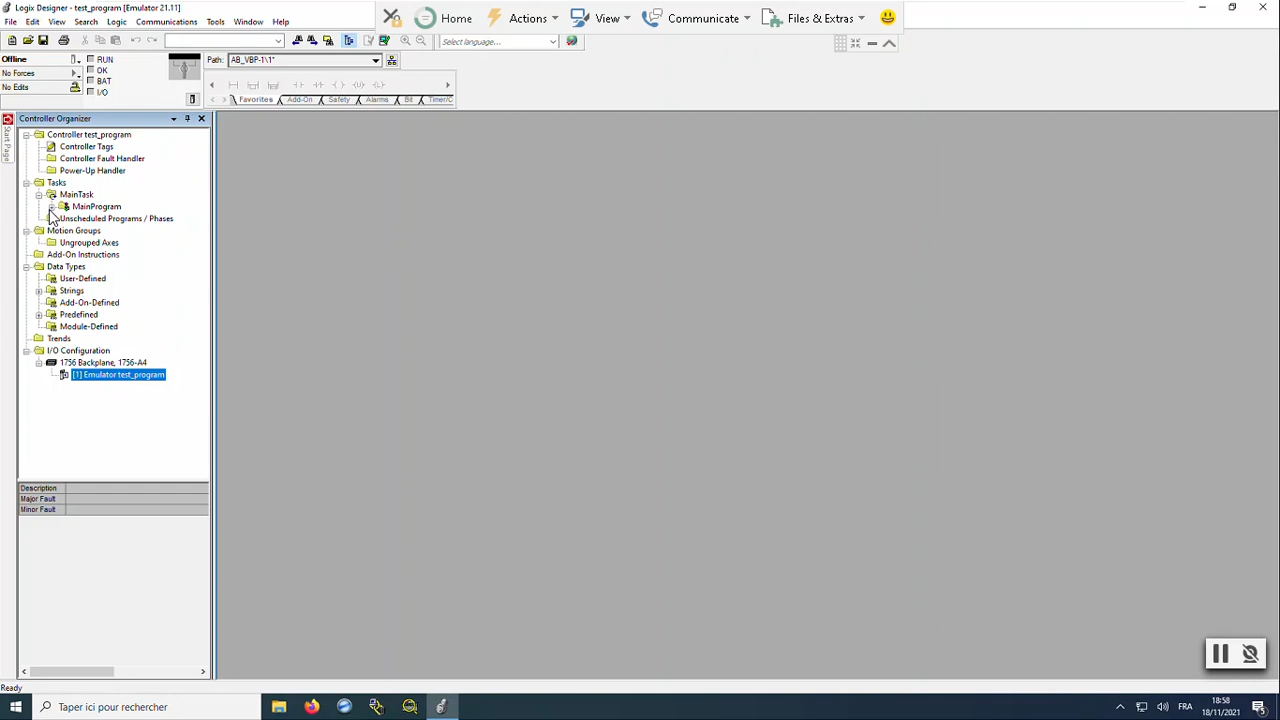 Logix Designer - test_program [Emulator 21.11]
File Edit View Search Logic Communications Tools Window Help
Home Actions View Communicate Files & Extras
Select language...
Offline
No Forces
No Edits
RUN
OK
BAT
I/O
Path: AB_VBP-1\1*
Favorites Add-On Safety Alarms Bit Timer/C
Start Page
Controller Organizer
Controller test_program
Controller Tags
Controller Fault Handler
Power-Up Handler
Tasks
MainTask
MainProgram
Unscheduled Programs / Phases
Motion Groups
Ungrouped Axes
Add-On Instructions
Data Types
User-Defined
Strings
Add-On-Defined
Predefined
Module-Defined
Trends
I/O Configuration
1756 Backplane, 1756-A4
[1] Emulator test_program
Description
Major Fault
Minor Fault
Ready
Taper ici pour rechercher
FR
18:58
18/11/2021